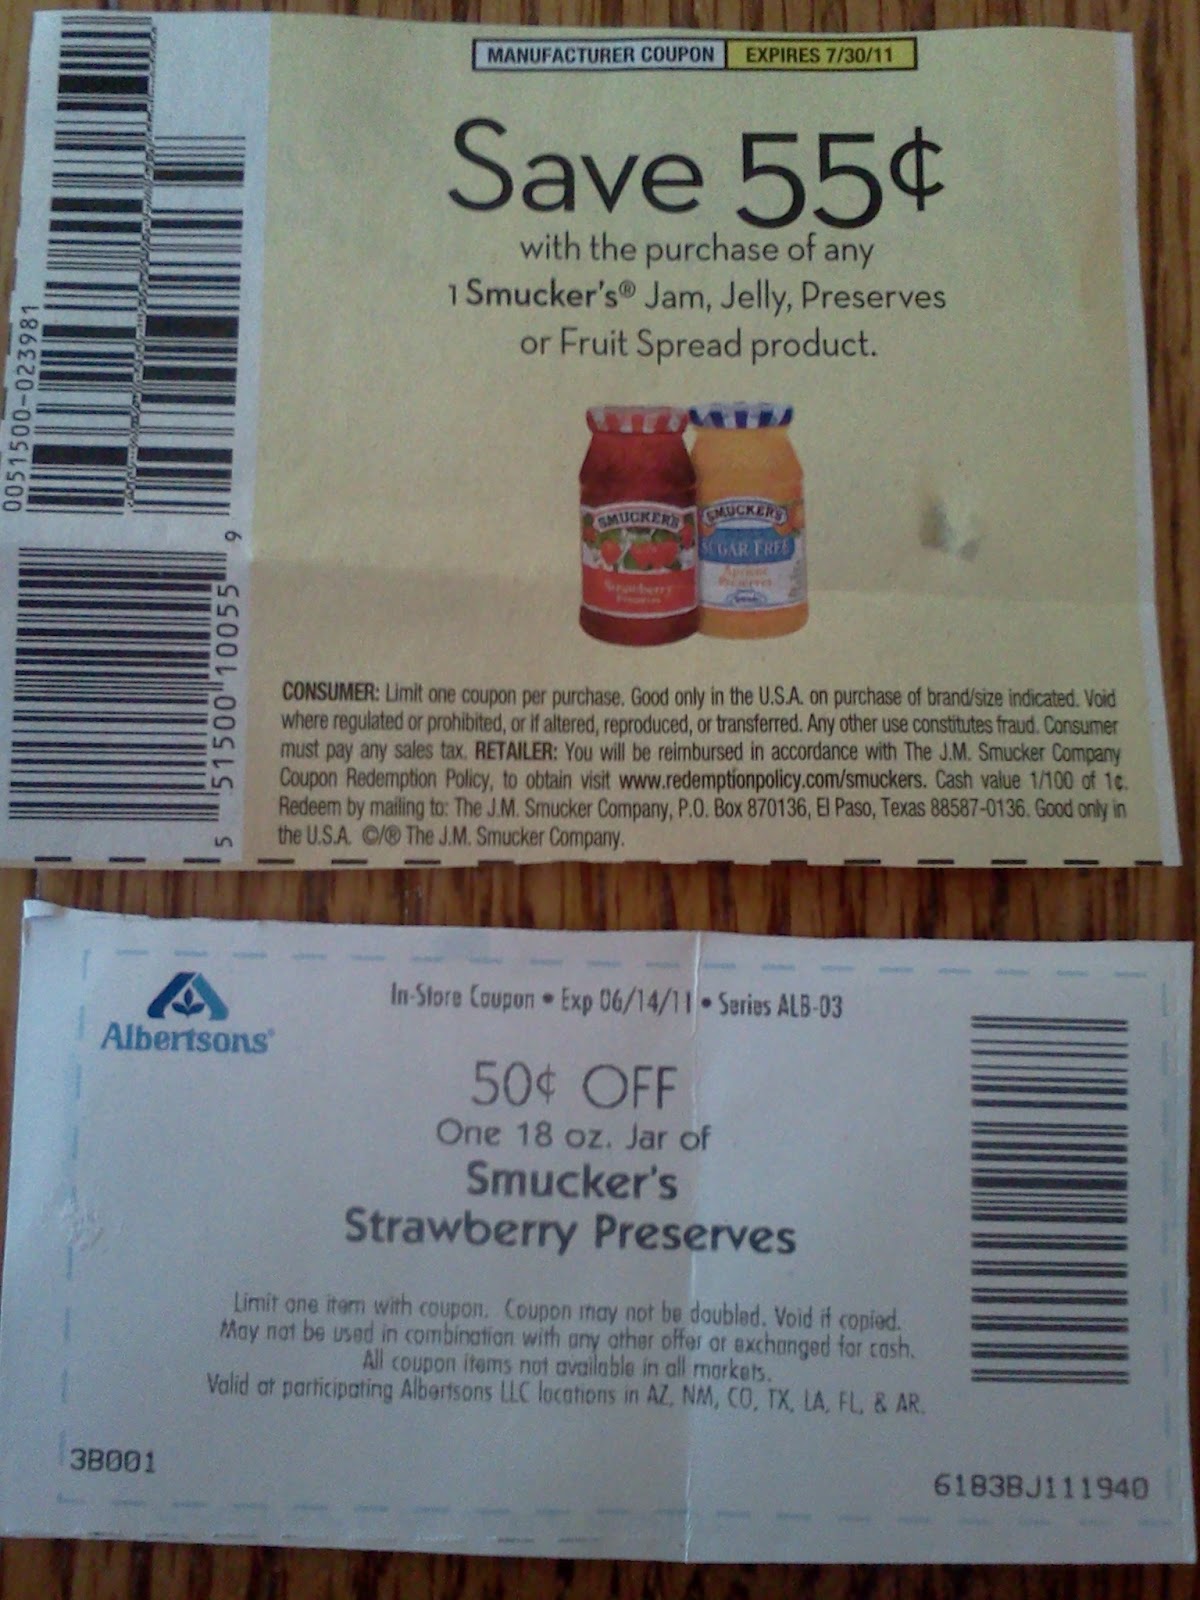 MANUFACTURER COUPON EXPIRES 7/30/11
Save 55¢
with the purchase of any
1 Smucker's® Jam, Jelly, Preserves
or Fruit Spread product.
SMUCKER'S
Strawberry
Preserves
SMUCKER'S
SUGAR FREE
Apricot
Preserves
0051500-023981
5 51500 10055 9
CONSUMER: Limit one coupon per purchase. Good only in the U.S.A. on purchase of brand/size indicated. Void
where regulated or prohibited, or if altered, reproduced, or transferred. Any other use constitutes fraud. Consumer
must pay any sales tax. RETAILER: You will be reimbursed in accordance with The J.M. Smucker Company
Coupon Redemption Policy, to obtain visit www.redemptionpolicy.com/smuckers. Cash value 1/100 of 1¢.
Redeem by mailing to: The J.M. Smucker Company, P.O. Box 870136, El Paso, Texas 88587-0136. Good only in
the U.S.A. ©/® The J.M. Smucker Company.
Albertsons®
In-Store Coupon • Exp 06/14/11 • Series ALB-03
50¢ OFF
One 18 oz. Jar of
Smucker's
Strawberry Preserves
Limit one item with coupon. Coupon may not be doubled. Void if copied.
May not be used in combination with any other offer or exchanged for cash.
All coupon items not available in all markets.
Valid at participating Albertsons LLC locations in AZ, NM, CO, TX, LA, FL, & AR.
3B001
6183BJ111940